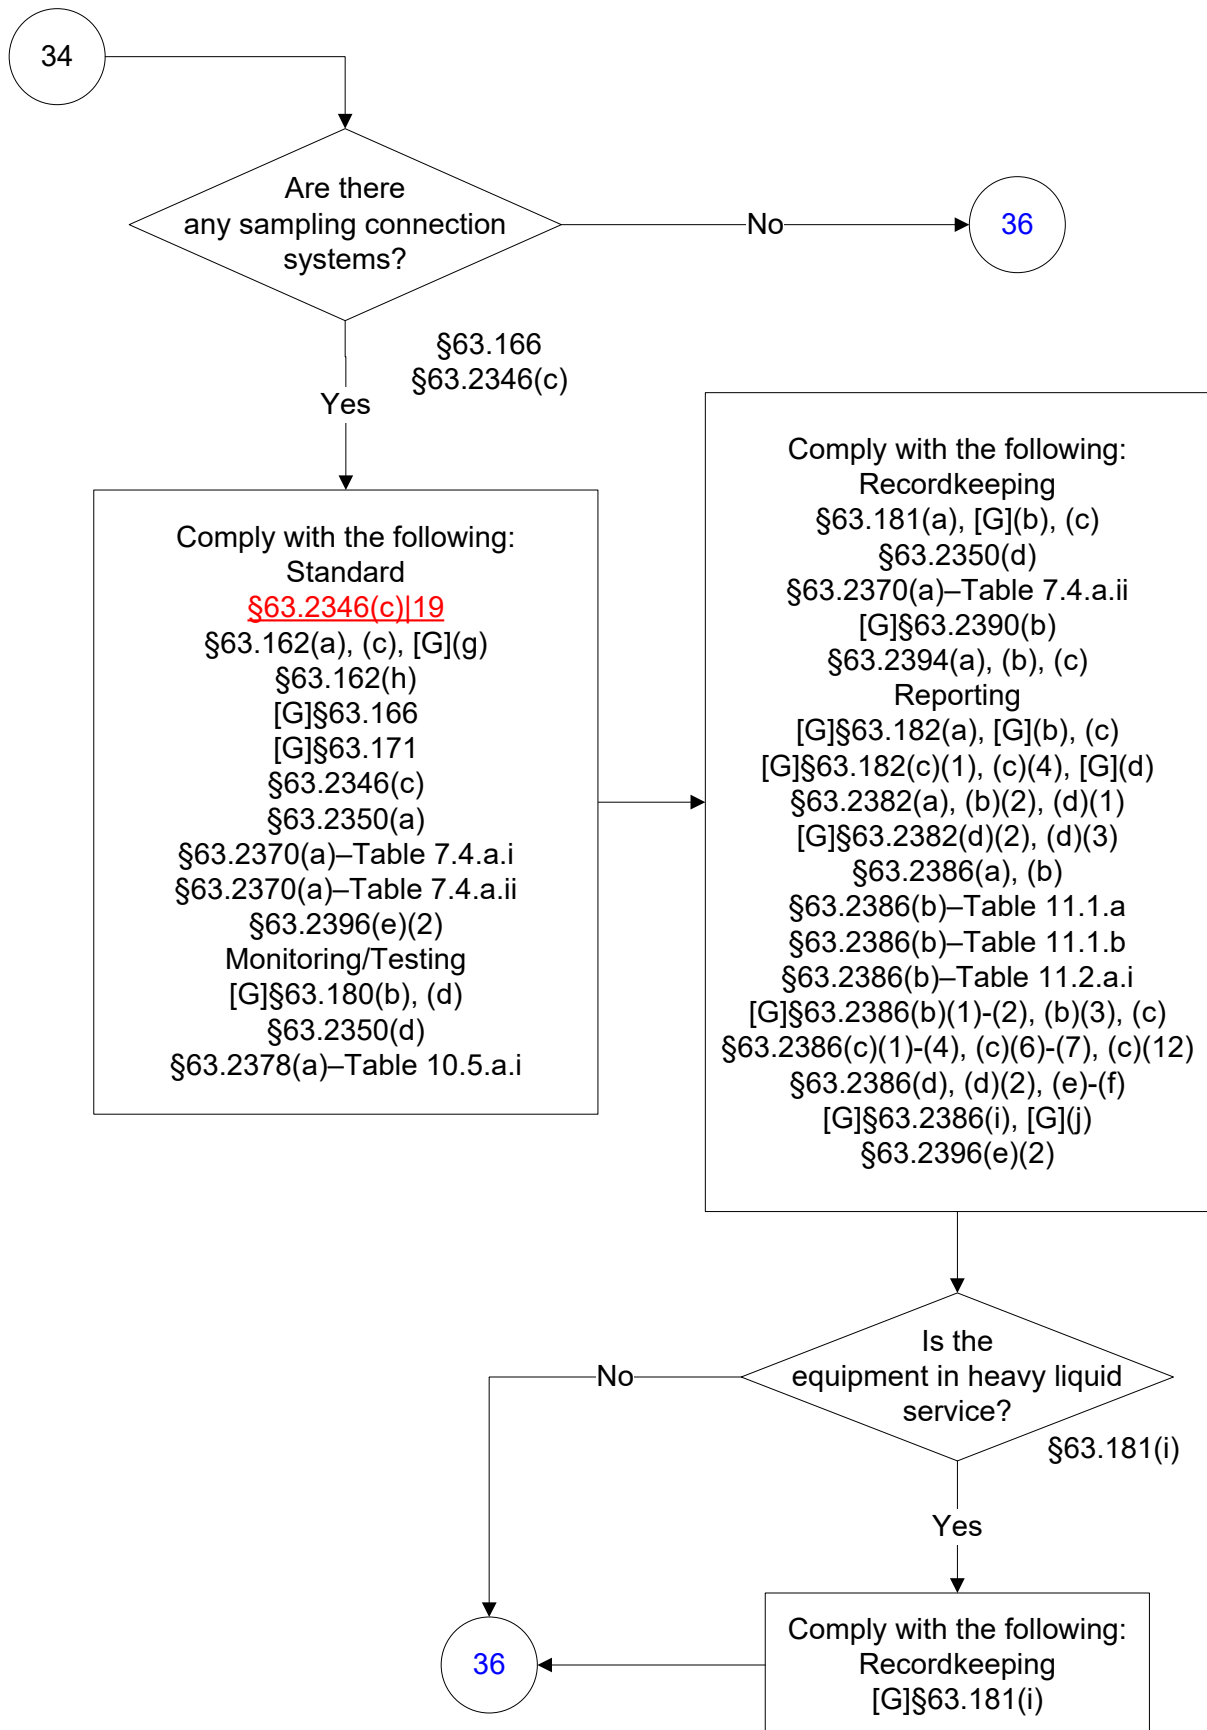 34
Are there
any sampling connection
systems?
No
36
§63.166
§63.2346(c)
Yes
Comply with the following:
Standard
§63.2346(c)|19
§63.162(a), (c), [G](g)
§63.162(h)
[G]§63.166
[G]§63.171
§63.2346(c)
§63.2350(a)
§63.2370(a)–Table 7.4.a.i
§63.2370(a)–Table 7.4.a.ii
§63.2396(e)(2)
Monitoring/Testing
[G]§63.180(b), (d)
§63.2350(d)
§63.2378(a)–Table 10.5.a.i
Comply with the following:
Recordkeeping
§63.181(a), [G](b), (c)
§63.2350(d)
§63.2370(a)–Table 7.4.a.ii
[G]§63.2390(b)
§63.2394(a), (b), (c)
Reporting
[G]§63.182(a), [G](b), (c)
[G]§63.182(c)(1), (c)(4), [G](d)
§63.2382(a), (b)(2), (d)(1)
[G]§63.2382(d)(2), (d)(3)
§63.2386(a), (b)
§63.2386(b)–Table 11.1.a
§63.2386(b)–Table 11.1.b
§63.2386(b)–Table 11.2.a.i
[G]§63.2386(b)(1)-(2), (b)(3), (c)
§63.2386(c)(1)-(4), (c)(6)-(7), (c)(12)
§63.2386(d), (d)(2), (e)-(f)
[G]§63.2386(i), [G](j)
§63.2396(e)(2)
Is the
equipment in heavy liquid
service?
No
§63.181(i)
Yes
Comply with the following:
Recordkeeping
[G]§63.181(i)
36